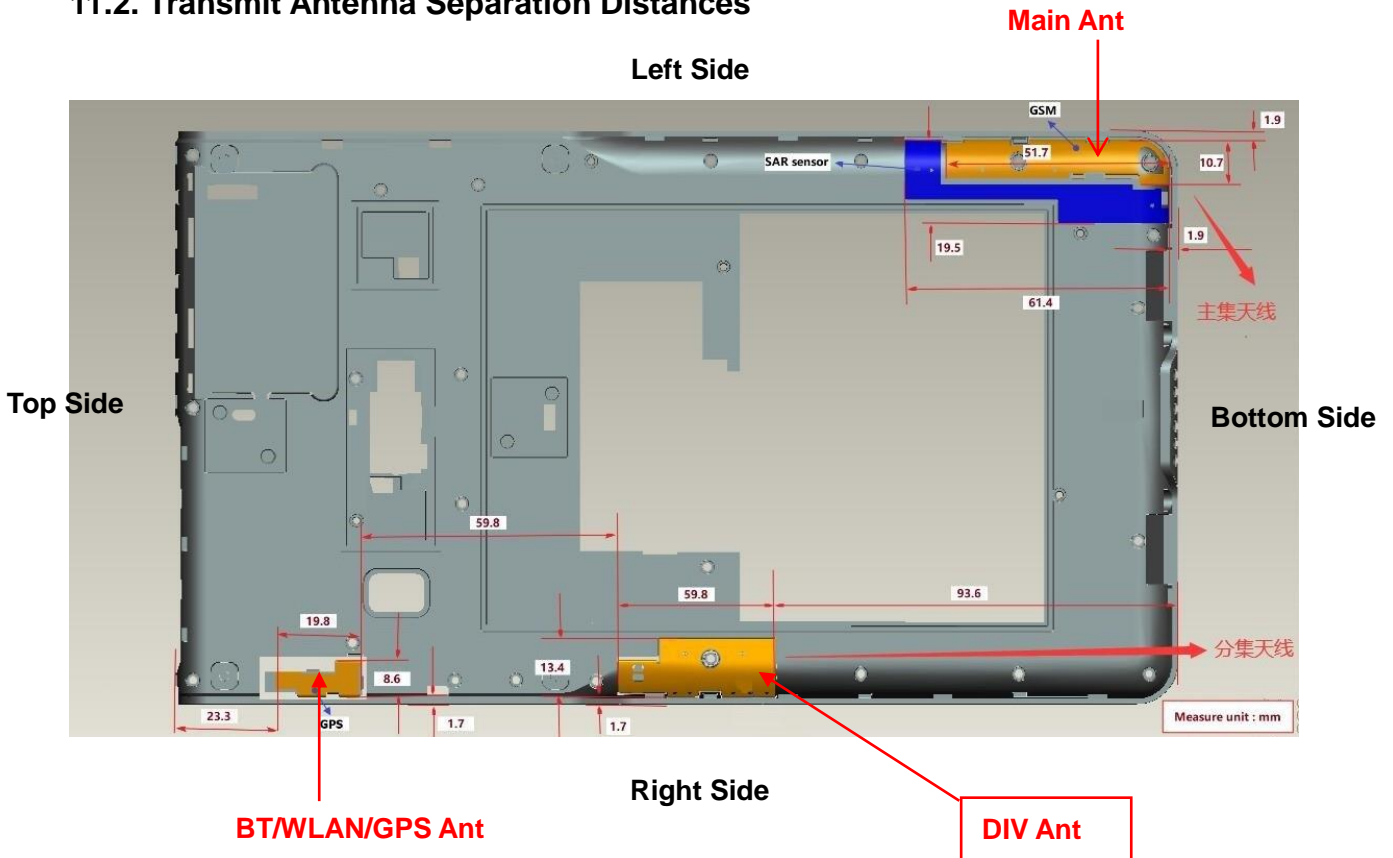 11.2. Transmit Antenna Separation Distances
Main Ant
Left Side
GSM
1.9
51.7
10.7
SAR sensor
19.5
1.9
61.4
主集天线
Top Side
Bottom Side
59.8
59.8
93.6
19.8
分集天线
13.4
8.6
23.3
GPS
1.7
1.7
Measure unit : mm
Right Side
BT/WLAN/GPS Ant
DIV Ant